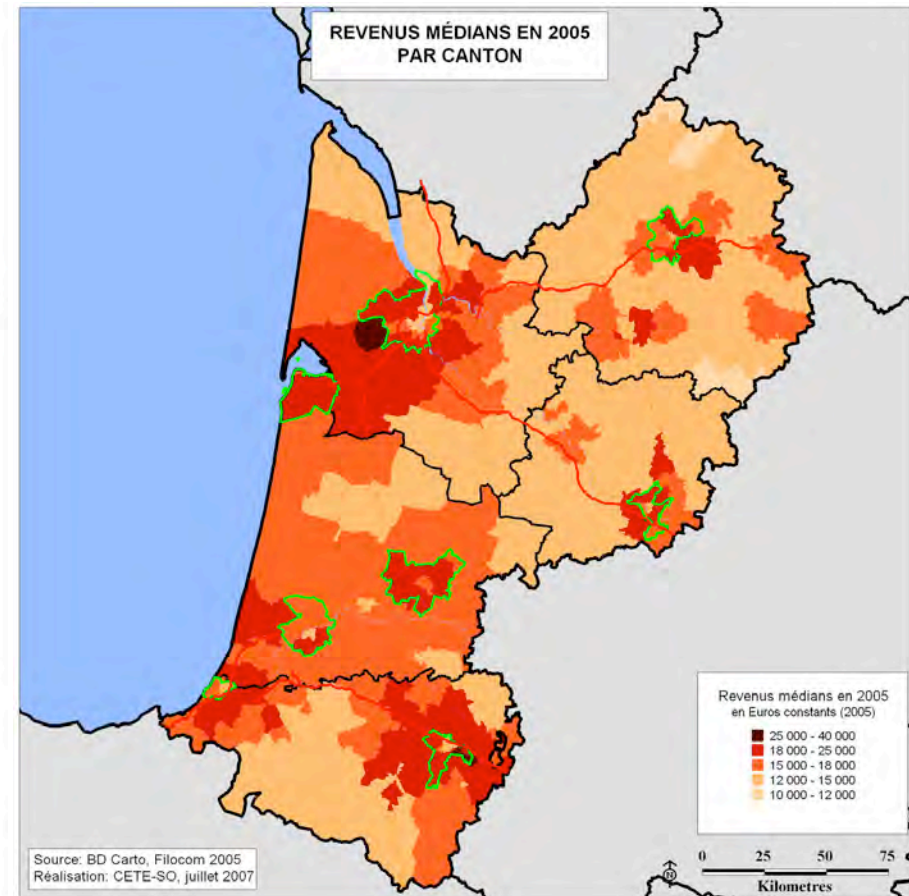 REVENUS MÉDIANS EN 2005
PAR CANTON
Revenus médians en 2005
en Euros constants (2005)
25 000 - 40 000
18 000 - 25 000
15 000 - 18 000
12 000 - 15 000
10 000 - 12 000
Source: BD Carto, Filocom 2005
Réalisation: CETE-SO, juillet 2007
N
0 25 50 75
Kilometres